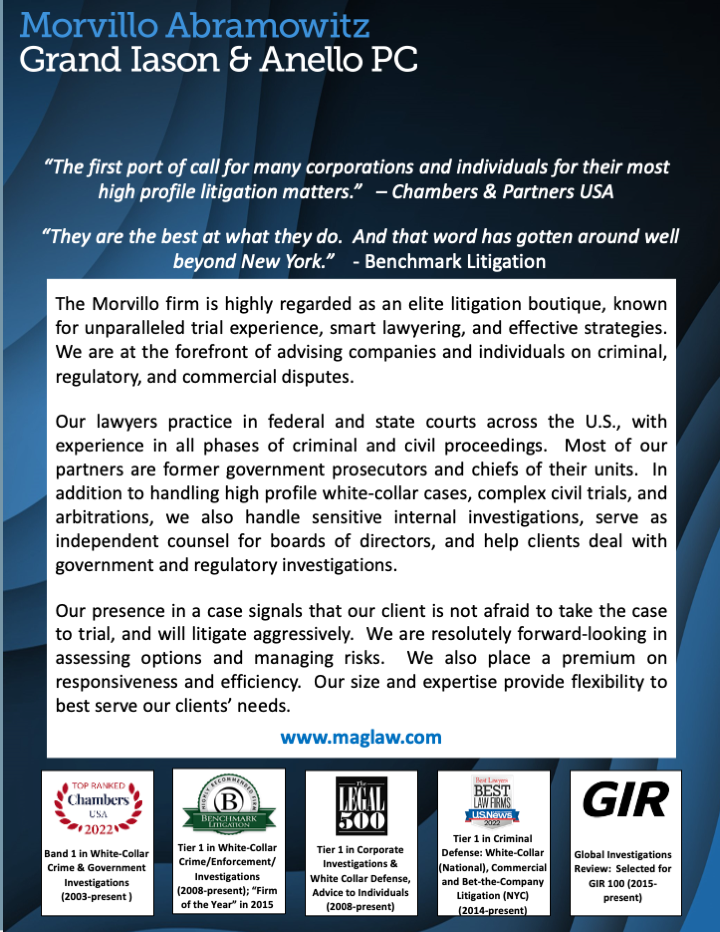 Morvillo Abramowitz
Grand Iason & Anello PC
“The first port of call for many corporations and individuals for their most
high profile litigation matters.” – Chambers & Partners USA
“They are the best at what they do. And that word has gotten around well
beyond New York.” - Benchmark Litigation
The Morvillo firm is highly regarded as an elite litigation boutique, known
for unparalleled trial experience, smart lawyering, and effective strategies.
We are at the forefront of advising companies and individuals on criminal,
regulatory, and commercial disputes.
Our lawyers practice in federal and state courts across the U.S., with
experience in all phases of criminal and civil proceedings. Most of our
partners are former government prosecutors and chiefs of their units. In
addition to handling high profile white-collar cases, complex civil trials, and
arbitrations, we also handle sensitive internal investigations, serve as
independent counsel for boards of directors, and help clients deal with
government and regulatory investigations.
Our presence in a case signals that our client is not afraid to take the case
to trial, and will litigate aggressively. We are resolutely forward-looking in
assessing options and managing risks. We also place a premium on
responsiveness and efficiency. Our size and expertise provide flexibility to
best serve our clients’ needs.
www.maglaw.com
TOP RANKED
Chambers
USA
2022
Band 1 in White-Collar
Crime & Government
Investigations
(2003-present )
HIGHLY RECOMMENDED FIRM
B
BENCHMARK
LITIGATION
Tier 1 in White-Collar
Crime/Enforcement/
Investigations
(2008-present); “Firm
of the Year” in 2015
The
LEGAL
500
Tier 1 in Corporate
Investigations &
White Collar Defense,
Advice to Individuals
(2008-present)
Best Lawyers
BEST
LAW FIRMS
U.S.News
2022
Tier 1 in Criminal
Defense: White-Collar
(National), Commercial
and Bet-the-Company
Litigation (NYC)
(2014-present)
GIR
Global Investigations
Review: Selected for
GIR 100 (2015-
present)